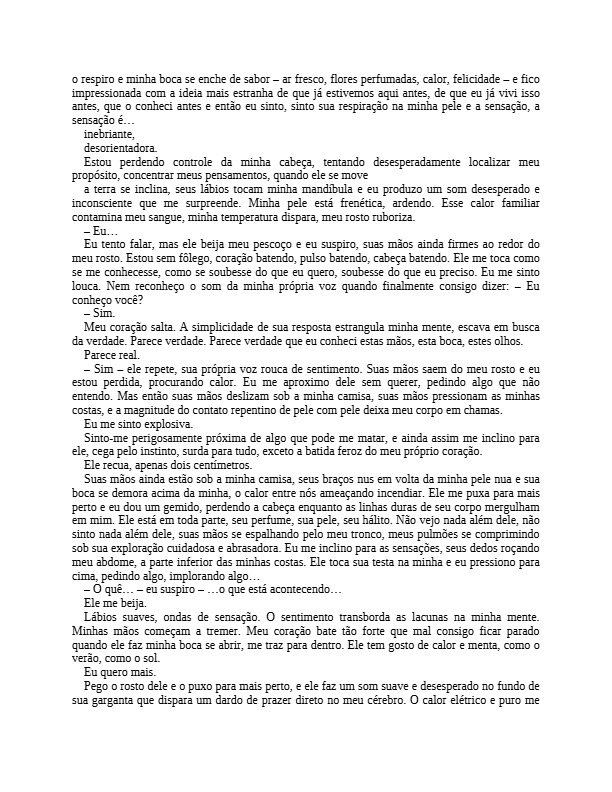 o respiro e minha boca se enche de sabor – ar fresco, flores perfumadas, calor, felicidade – e fico
impressionada com a ideia mais estranha de que já estivemos aqui antes, de que eu já vivi isso
antes, que o conheci antes e então eu sinto, sinto sua respiração na minha pele e a sensação, a
sensação é…
inebriante,
desorientadora.
Estou perdendo controle da minha cabeça, tentando desesperadamente localizar meu
propósito, concentrar meus pensamentos, quando ele se move
a terra se inclina, seus lábios tocam minha mandíbula e eu produzo um som desesperado e
inconsciente que me surpreende. Minha pele está frenética, ardendo. Esse calor familiar
contamina meu sangue, minha temperatura dispara, meu rosto ruboriza.
– Eu…
Eu tento falar, mas ele beija meu pescoço e eu suspiro, suas mãos ainda firmes ao redor do
meu rosto. Estou sem fôlego, coração batendo, pulso batendo, cabeça batendo. Ele me toca como
se me conhecesse, como se soubesse do que eu quero, soubesse do que eu preciso. Eu me sinto
louca. Nem reconheço o som da minha própria voz quando finalmente consigo dizer: – Eu
conheço você?
– Sim.
Meu coração salta. A simplicidade de sua resposta estrangula minha mente, escava em busca
da verdade. Parece verdade. Parece verdade que eu conheci estas mãos, esta boca, estes olhos.
Parece real.
– Sim – ele repete, sua própria voz rouca de sentimento. Suas mãos saem do meu rosto e eu
estou perdida, procurando calor. Eu me aproximo dele sem querer, pedindo algo que não
entendo. Mas então suas mãos deslizam sob a minha camisa, suas mãos pressionam as minhas
costas, e a magnitude do contato repentino de pele com pele deixa meu corpo em chamas.
Eu me sinto explosiva.
Sinto-me perigosamente próxima de algo que pode me matar, e ainda assim me inclino para
ele, cega pelo instinto, surda para tudo, exceto a batida feroz do meu próprio coração.
Ele recua, apenas dois centímetros.
Suas mãos ainda estão sob a minha camisa, seus braços nus em volta da minha pele nua e sua
boca se demora acima da minha, o calor entre nós ameaçando incendiar. Ele me puxa para mais
perto e eu dou um gemido, perdendo a cabeça enquanto as linhas duras de seu corpo mergulham
em mim. Ele está em toda parte, seu perfume, sua pele, seu hálito. Não vejo nada além dele, não
sinto nada além dele, suas mãos se espalhando pelo meu tronco, meus pulmões se comprimindo
sob sua exploração cuidadosa e abrasadora. Eu me inclino para as sensações, seus dedos roçando
meu abdome, a parte inferior das minhas costas. Ele toca sua testa na minha e eu pressiono para
cima, pedindo algo, implorando algo…
– O quê… – eu suspiro – …o que está acontecendo…
Ele me beija.
Lábios suaves, ondas de sensação. O sentimento transborda as lacunas na minha mente.
Minhas mãos começam a tremer. Meu coração bate tão forte que mal consigo ficar parado
quando ele faz minha boca se abrir, me traz para dentro. Ele tem gosto de calor e menta, como o
verão, como o sol.
Eu quero mais.
Pego o rosto dele e o puxo para mais perto, e ele faz um som suave e desesperado no fundo de
sua garganta que dispara um dardo de prazer direto no meu cérebro. O calor elétrico e puro me